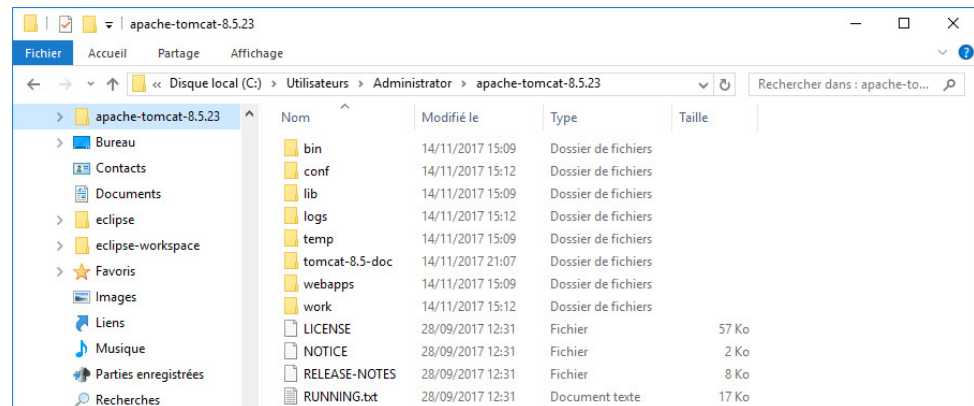 apache-tomcat-8.5.23
Fichier Accueil Partage Affichage
« Disque local (C:) > Utilisateurs > Administrator > apache-tomcat-8.5.23 Rechercher dans : apache-to...
apache-tomcat-8.5.23 Nom Modifié le Type Taille
Bureau bin 14/11/2017 15:09 Dossier de fichiers
Contacts conf 14/11/2017 15:12 Dossier de fichiers
Documents lib 14/11/2017 15:09 Dossier de fichiers
eclipse logs 14/11/2017 15:12 Dossier de fichiers
eclipse-workspace temp 14/11/2017 15:09 Dossier de fichiers
Favoris tomcat-8.5-doc 14/11/2017 21:07 Dossier de fichiers
Images webapps 14/11/2017 15:09 Dossier de fichiers
Liens work 14/11/2017 15:12 Dossier de fichiers
Musique LICENSE 28/09/2017 12:31 Fichier 57 Ko
Parties enregistrées NOTICE 28/09/2017 12:31 Fichier 2 Ko
Recherches RELEASE-NOTES 28/09/2017 12:31 Fichier 8 Ko
RUNNING.txt 28/09/2017 12:31 Document texte 17 Ko